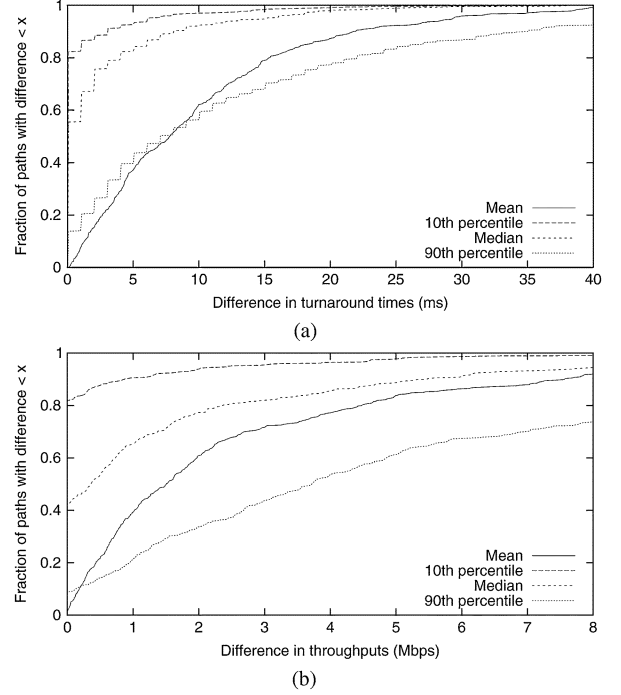 Fraction of paths with difference < x
1
0.8
0.6
0.4
0.2
0
0 5 10 15 20 25 30 35 40
Mean
10th percentile
Median
90th percentile
Difference in turnaround times (ms)
(a)
Fraction of paths with difference < x
1
0.8
0.6
0.4
0.2
0
0 1 2 3 4 5 6 7 8
Mean
10th percentile
Median
90th percentile
Difference in throughputs (Mbps)
(b)